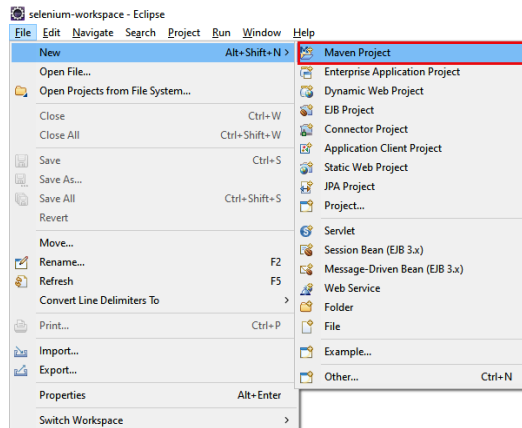 selenium-workspace - Eclipse
File Edit Navigate Search Project Run Window Help
New Alt+Shift+N >
Open File...
Open Projects from File System...
Close Ctrl+W
Close All Ctrl+Shift+W
Save Ctrl+S
Save As...
Save All Ctrl+Shift+S
Revert
Move...
Rename... F2
Refresh F5
Convert Line Delimiters To >
Print... Ctrl+P
Import...
Export...
Properties Alt+Enter
Switch Workspace >
Maven Project
Enterprise Application Project
Dynamic Web Project
EJB Project
Connector Project
Application Client Project
Static Web Project
JPA Project
Project...
Servlet
Session Bean (EJB 3.x)
Message-Driven Bean (EJB 3.x)
Web Service
Folder
File
Example...
Other... Ctrl+N